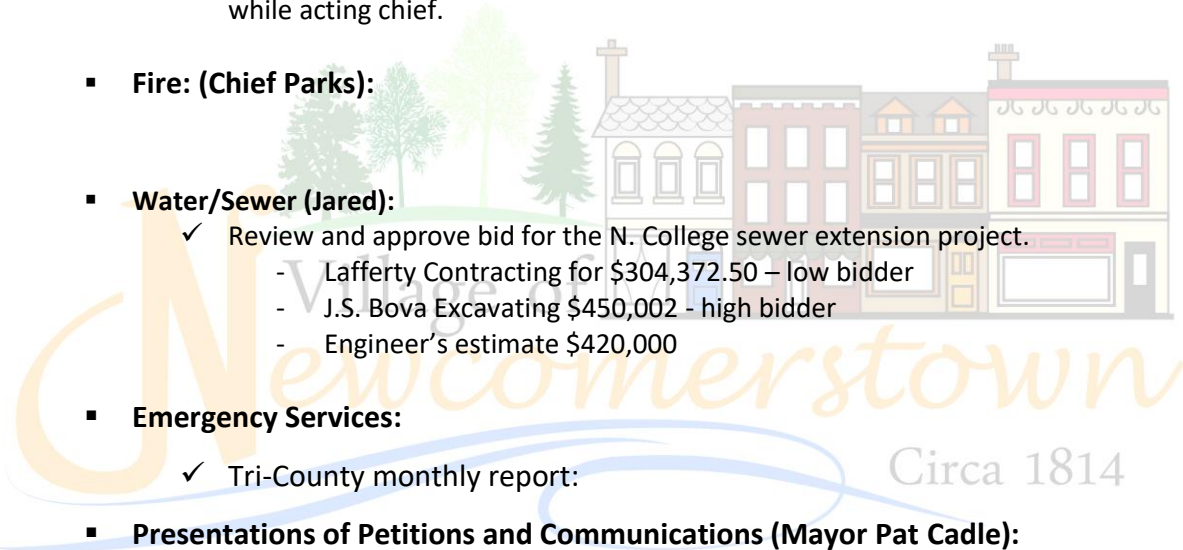 while acting chief.
▪ Fire: (Chief Parks):
▪ Water/Sewer (Jared):
✓ Review and approve bid for the N. College sewer extension project.
- Lafferty Contracting for $304,372.50 – low bidder
- J.S. Bova Excavating $450,002 - high bidder
- Engineer’s estimate $420,000
Village of
Newcomerstown
▪ Emergency Services:
✓ Tri-County monthly report:
Circa 1814
▪ Presentations of Petitions and Communications (Mayor Pat Cadle):